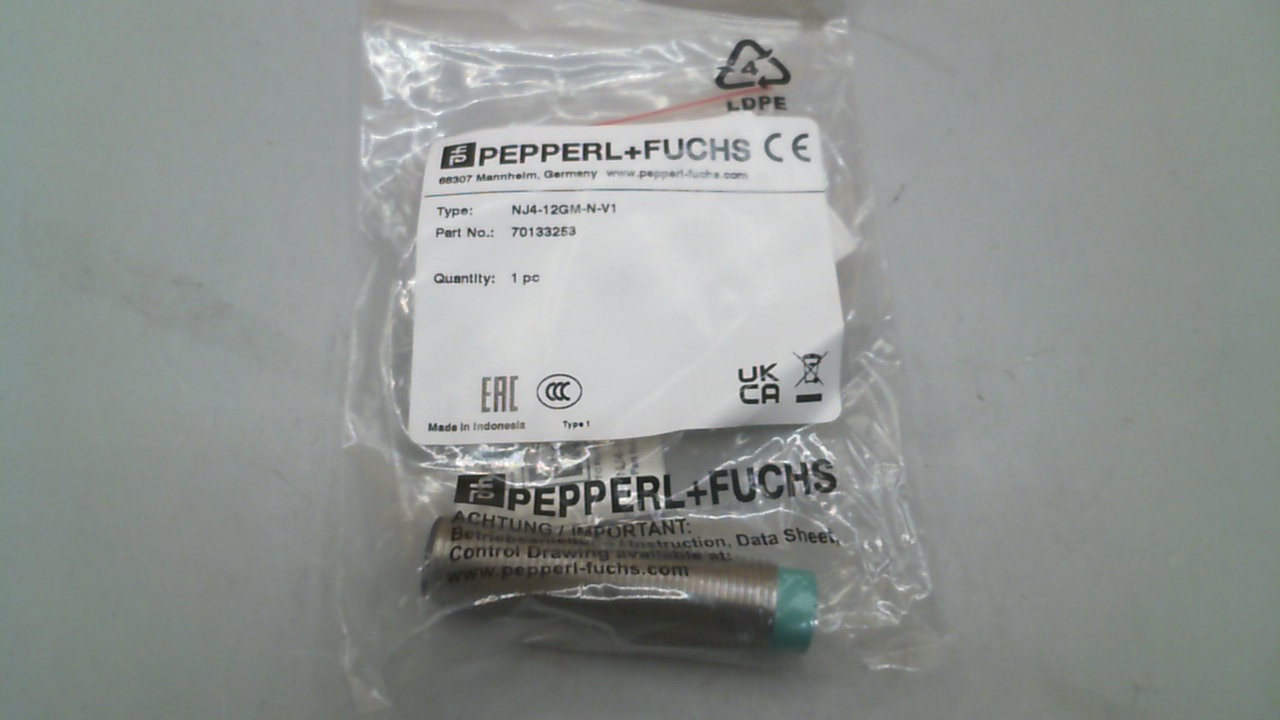 4
LDPE
PEPPERL+FUCHS CE
68307 Mannheim, Germany www.pepperl-fuchs.com
Type: NJ4-12GM-N-V1
Part No.: 70133253
Quantity: 1 pc
EAC CCC
UK
CA
Made in Indonesia Type 1
PEPPERL+FUCHS
ACHTUNG / IMPORTANT:
Instruction, Data Sheet,
Control Drawing available at:
www.pepperl-fuchs.com